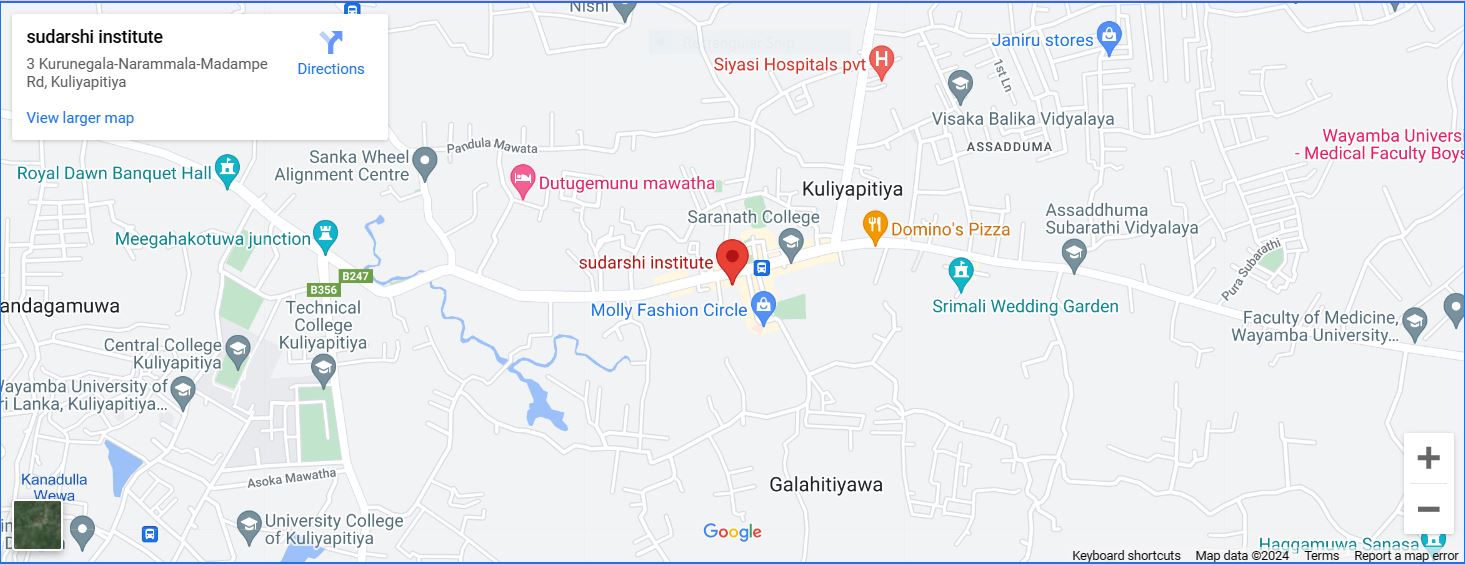 Nishi
sudarshi institute
3 Kurunegala-Narammala-Madampe
Rd, Kuliyapitiya
Directions
View larger map
Rectangular Snip
Janiru stores
Siyasi Hospitals pvt
1st Ln
Visaka Balika Vidyalaya
ASSADDUMA
Wayamba Universi
- Medical Faculty Boys
Pandula Mawata
Sanka Wheel
Alignment Centre
Royal Dawn Banquet Hall
Dutugemunu mawatha
Kuliyapitiya
Saranath College
Domino's Pizza
Assaddhuma
Subarathi Vidyalaya
Meegahakotuwa junction
sudarshi institute
Pura Subarathi
B247
B356
andagamuwa
Technical
College
Kuliyapitiya
Molly Fashion Circle
Srimali Wedding Garden
Faculty of Medicine,
Wayamba University...
Central College
Kuliyapitiya
Wayamba University of
ri Lanka, Kuliyapitiya...
Asoka Mawatha
Kanadulla
Wewa
Galahitiyawa
University College
of Kuliyapitiya
Google
Haggamuwa Sanasa
Keyboard shortcuts
Map data ©2024
Terms
Report a map error